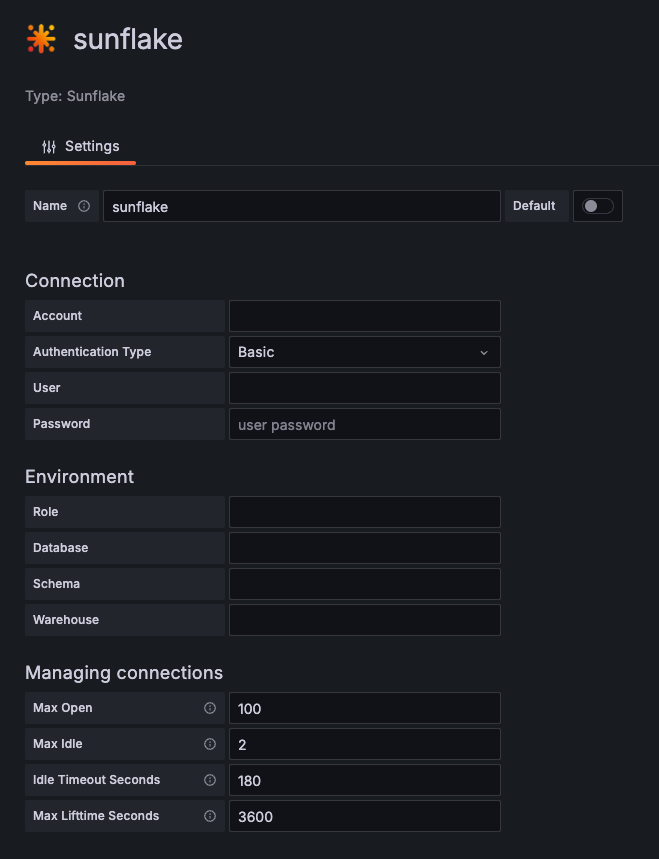 sunflake
Type: Sunflake
Settings
Name sunflake Default
Connection
Account
Authentication Type Basic
User
Password user password
Environment
Role
Database
Schema
Warehouse
Managing connections
Max Open 100
Max Idle 2
Idle Timeout Seconds 180
Max Lifttime Seconds 3600